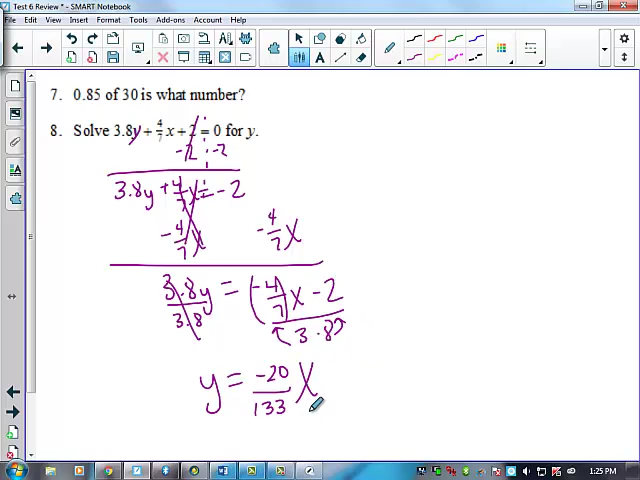 Test 6 Review * - SMART Notebook
File Edit View Insert Format Tools Add-ons Account Help
7. 0.85 of 30 is what number?
8. Solve 3.8y + 4/7 x + 2 = 0 for y.
-2 -2
3.8y + 4/7 x = -2
-4/7 x -4/7 x
3.8y = (-4/7)x - 2
3.8 3.8
y = -20/133 x
1:25 PM